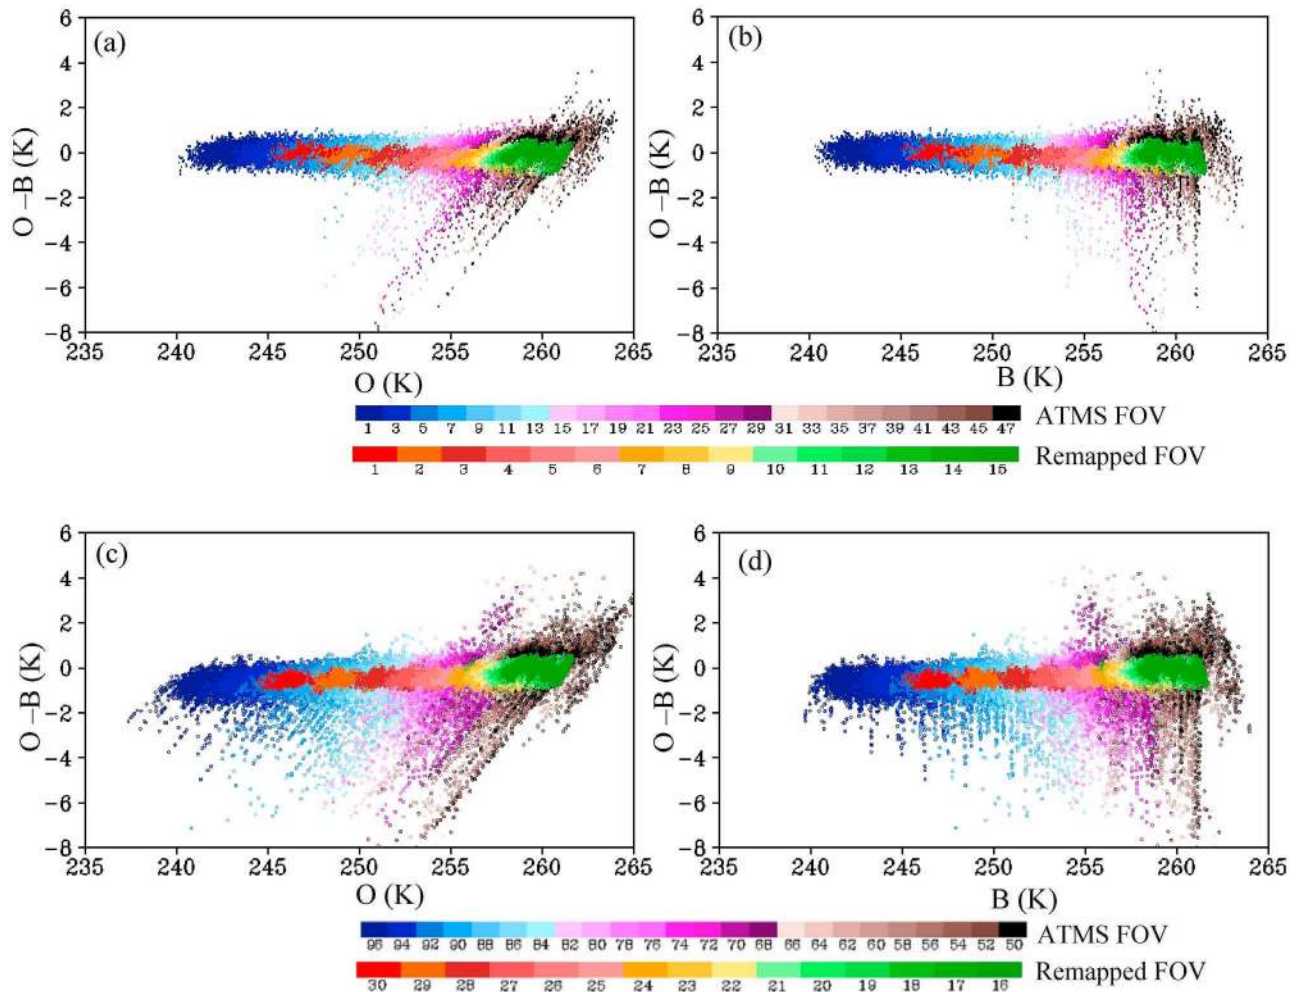 (a)
6
4
2
0
−2
−4
−6
−8
O −B (K)
235 240 245 250 255 260 265
O (K)
(b)
6
4
2
0
−2
−4
−6
−8
O −B (K)
235 240 245 250 255 260 265
B (K)
1 3 5 7 9 11 13 15 17 19 21 23 25 27 29 31 33 35 37 39 41 43 45 47 ATMS FOV
1 2 3 4 5 6 7 8 9 10 11 12 13 14 15 Remapped FOV
(c)
6
4
2
0
−2
−4
−6
−8
O −B (K)
235 240 245 250 255 260 265
O (K)
(d)
6
4
2
0
−2
−4
−6
−8
O −B (K)
235 240 245 250 255 260 265
B (K)
96 94 92 90 88 86 84 82 80 78 76 74 72 70 68 66 64 62 60 58 56 54 52 50 ATMS FOV
30 29 28 27 26 25 24 23 22 21 20 19 18 17 16 Remapped FOV